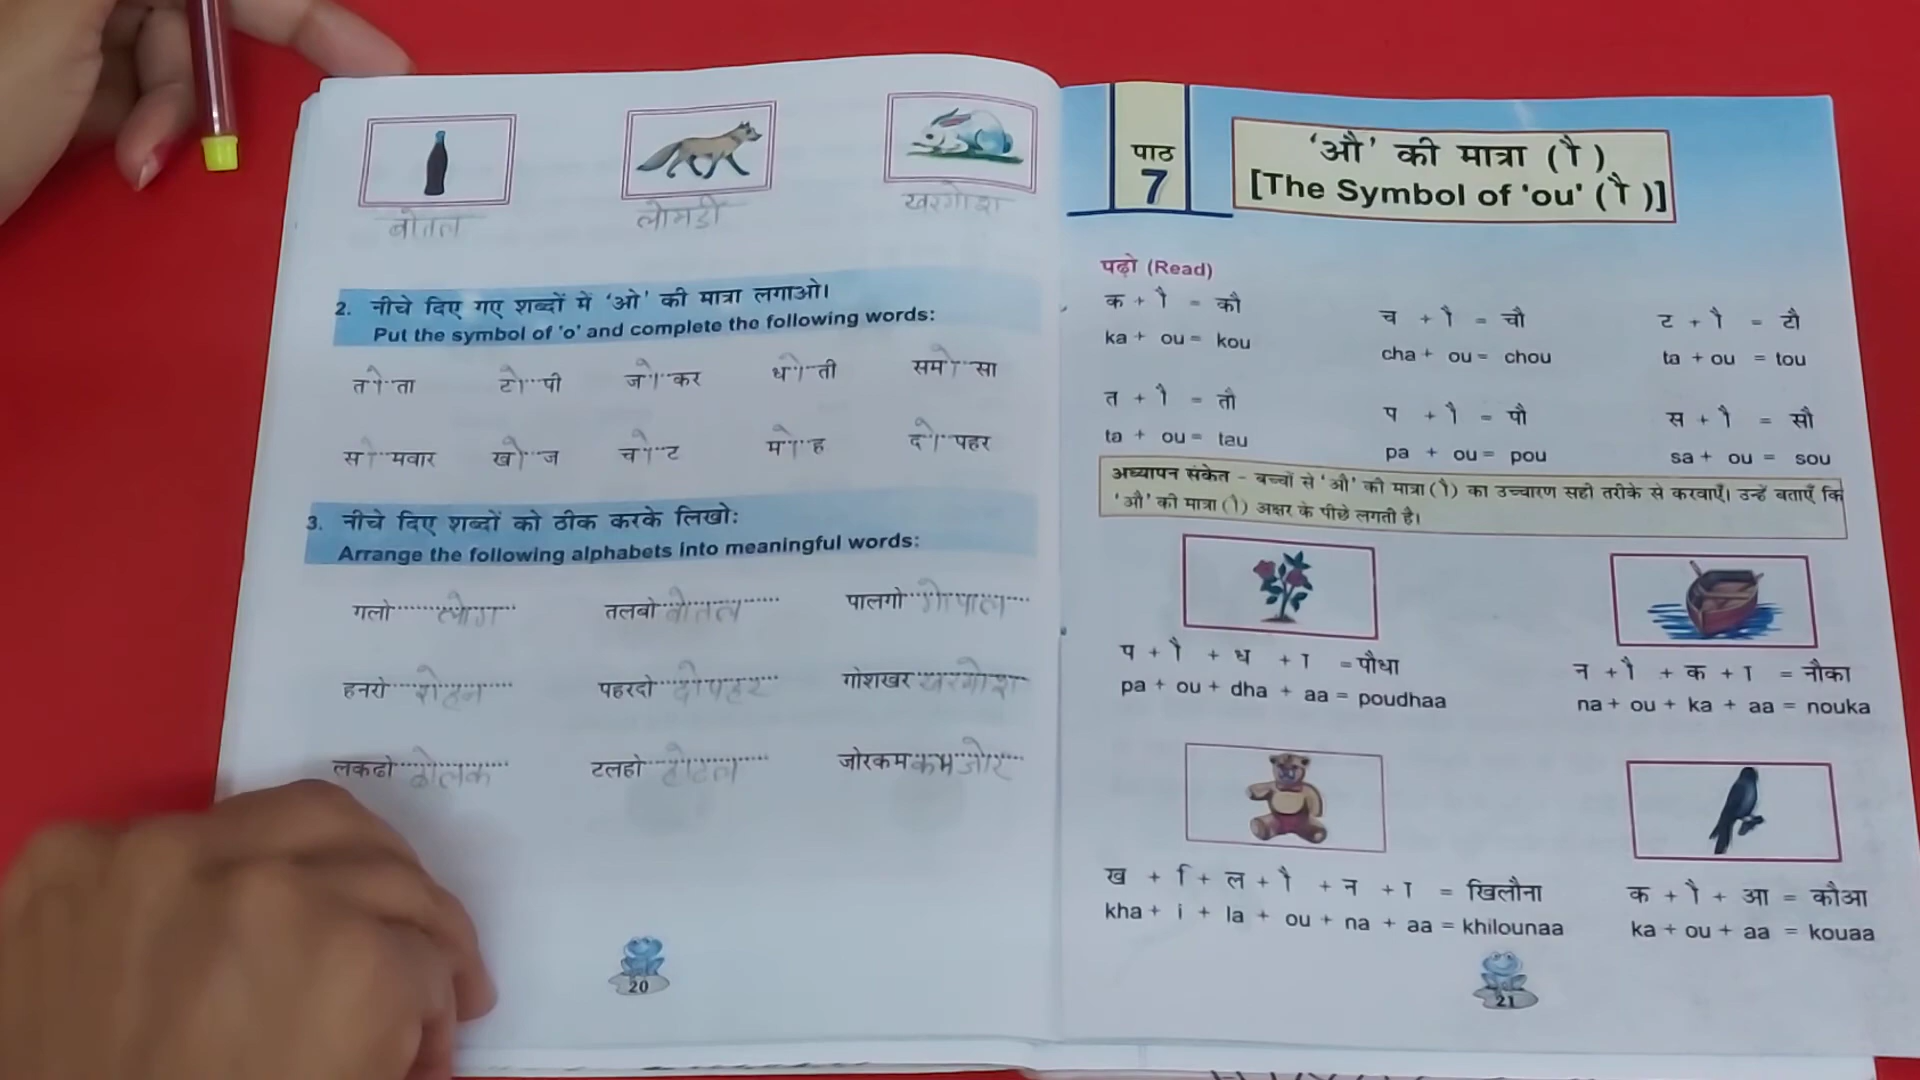 बोतल लोमडी खरगोश
2. नीचे दिए गए शब्दों में ‘ओ’ की मात्रा लगाओ।
Put the symbol of 'o' and complete the following words:
तोता टोपी जोकर धोती समोसा
सोमवार खोज चोट मोह दोपहर
3. नीचे दिए शब्दों को ठीक करके लिखो:
Arrange the following alphabets into meaningful words:
गलो लोग तलबो बोतल पालगो गोपाल
हनरो रोहन पहरदो दोपहर गोशखर खरगोश
लकढो ढोलक टलहो होटल जोरकम कमजोर
20
पाठ
7
‘औ’ की मात्रा (ौ)
[The Symbol of 'ou' (ौ)]
पढ़ो (Read)
क + ौ = कौ च + ौ = चौ ट + ौ = टौ
ka + ou = kou cha + ou = chou ta + ou = tou
त + ौ = तौ प + ौ = पौ स + ौ = सौ
ta + ou = tau pa + ou = pou sa + ou = sou
अध्यापन संकेत – बच्चों से ‘औ’ की मात्रा (ौ) का उच्चारण सही तरीके से करवाएँ। उन्हें बताएँ कि
‘औ’ की मात्रा (ौ) अक्षर के पीछे लगती है।
प + ौ + ध + ा = पौधा न + ौ + क + ा = नौका
pa + ou + dha + aa = poudhaa na + ou + ka + aa = nouka
ख + ि + ल + ौ + न + ा = खिलौना क + ौ + आ = कौआ
kha + i + la + ou + na + aa = khilounaa ka + ou + aa = kouaa
21